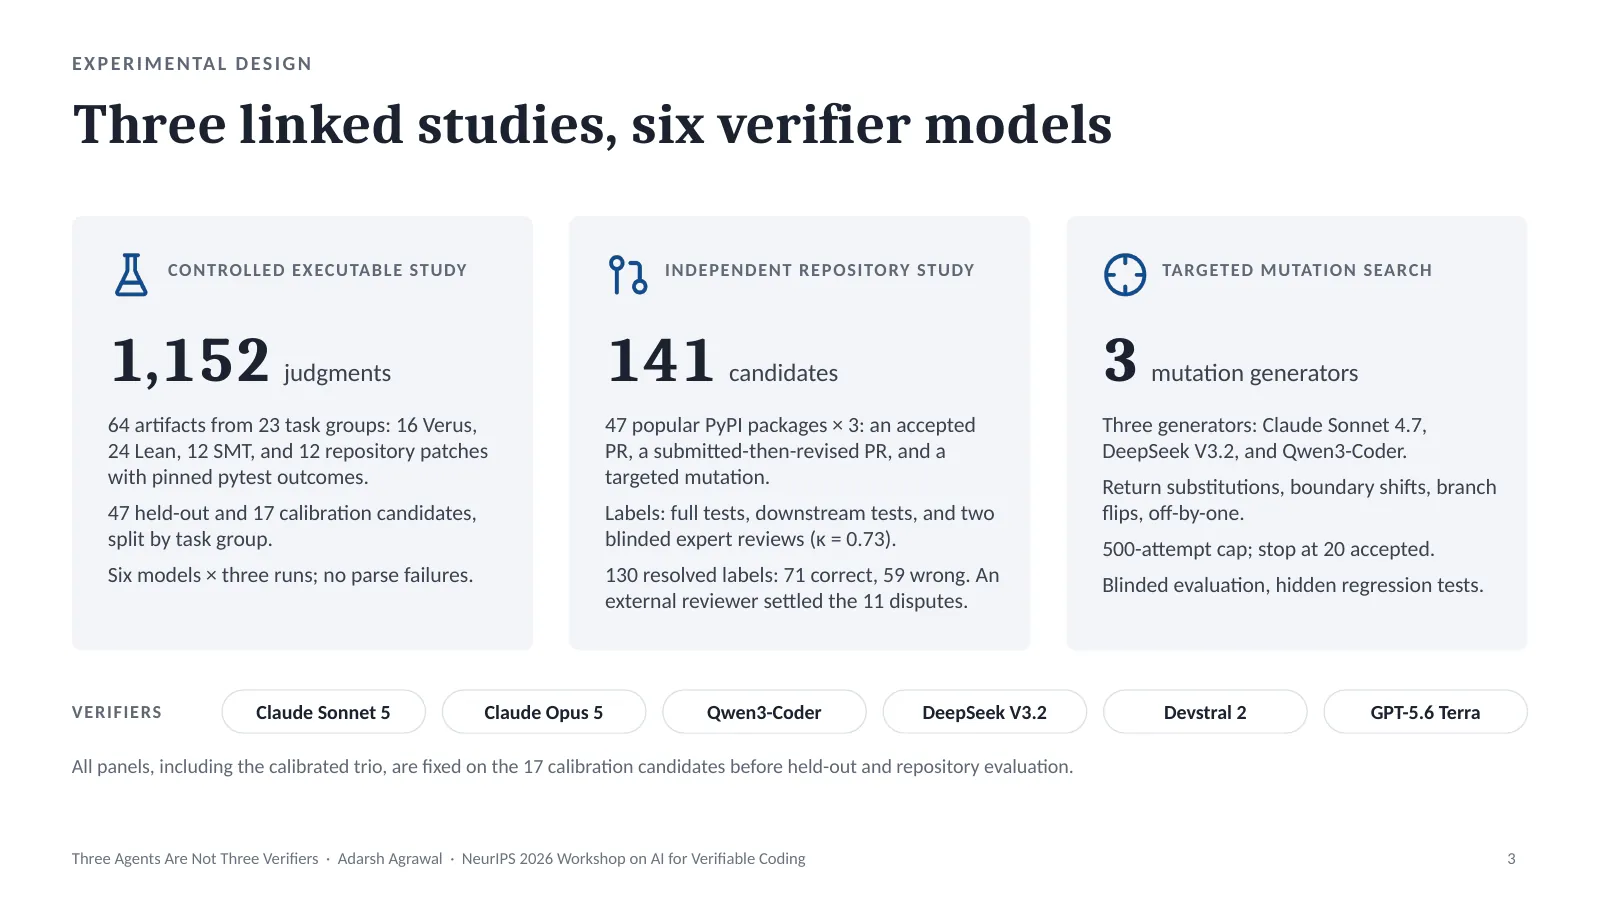 EXPERIMENTAL DESIGN
Three linked studies, six verifier models
CONTROLLED EXECUTABLE STUDY
1,152 judgments
64 artifacts from 23 task groups: 16 Verus,
24 Lean, 12 SMT, and 12 repository patches
with pinned pytest outcomes.
47 held-out and 17 calibration candidates,
split by task group.
Six models × three runs; no parse failures.
INDEPENDENT REPOSITORY STUDY
141 candidates
47 popular PyPI packages × 3: an accepted
PR, a submitted-then-revised PR, and a
targeted mutation.
Labels: full tests, downstream tests, and two
blinded expert reviews (κ = 0.73).
130 resolved labels: 71 correct, 59 wrong. An
external reviewer settled the 11 disputes.
TARGETED MUTATION SEARCH
3 mutation generators
Three generators: Claude Sonnet 4.7,
DeepSeek V3.2, and Qwen3-Coder.
Return substitutions, boundary shifts, branch
flips, off-by-one.
500-attempt cap; stop at 20 accepted.
Blinded evaluation, hidden regression tests.
VERIFIERS
Claude Sonnet 5
Claude Opus 5
Qwen3-Coder
DeepSeek V3.2
Devstral 2
GPT-5.6 Terra
All panels, including the calibrated trio, are fixed on the 17 calibration candidates before held-out and repository evaluation.
Three Agents Are Not Three Verifiers · Adarsh Agrawal · NeurIPS 2026 Workshop on AI for Verifiable Coding
3